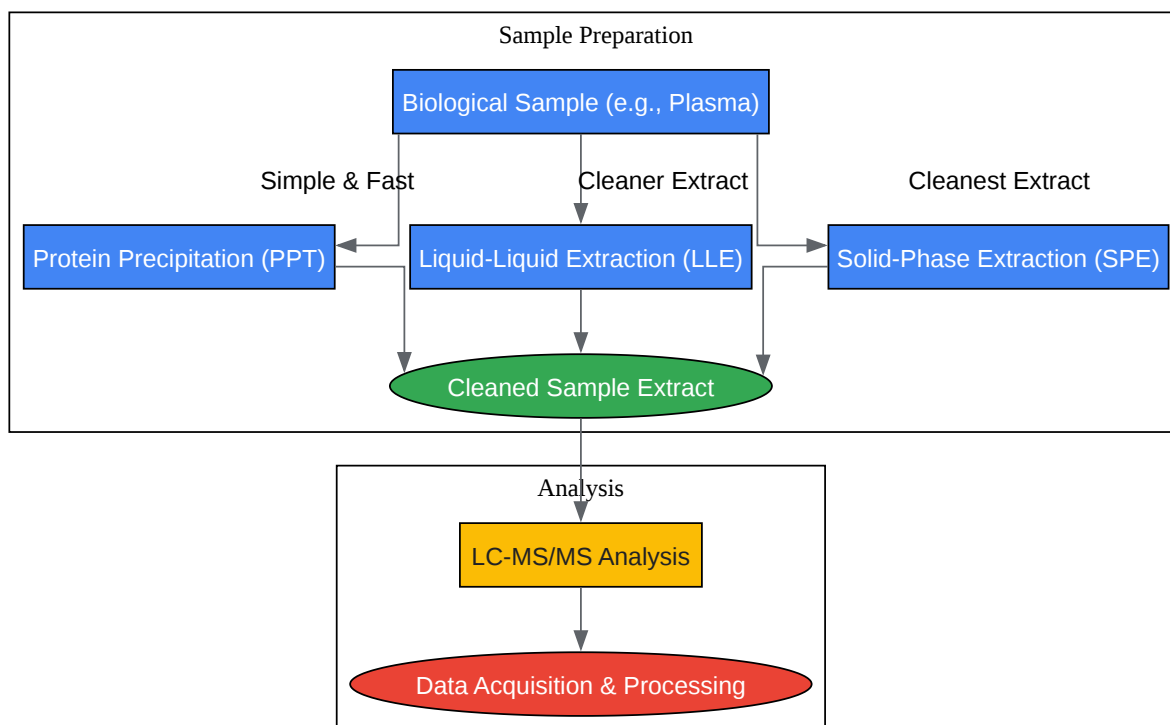 Sample Preparation
Biological Sample (e.g., Plasma)
Simple & Fast
Cleaner Extract
Cleanest Extract
Protein Precipitation (PPT)
Liquid-Liquid Extraction (LLE)
Solid-Phase Extraction (SPE)
Cleaned Sample Extract
Analysis
LC-MS/MS Analysis
Data Acquisition & Processing